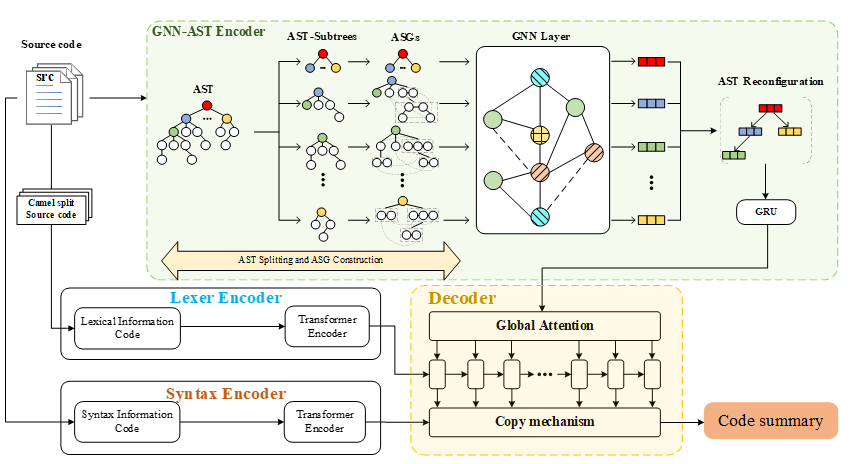 GNN-AST Encoder
Source code
src
AST
AST-Subtrees
ASGs
GNN Layer
AST Reconfiguration
GRU
Camel split
Source code
AST Splitting and ASG Construction
Lexer Encoder
Lexical Information
Code
Transformer
Encoder
Syntax Encoder
Syntax Information
Code
Transformer
Encoder
Decoder
Global Attention
Copy mechanism
Code summary